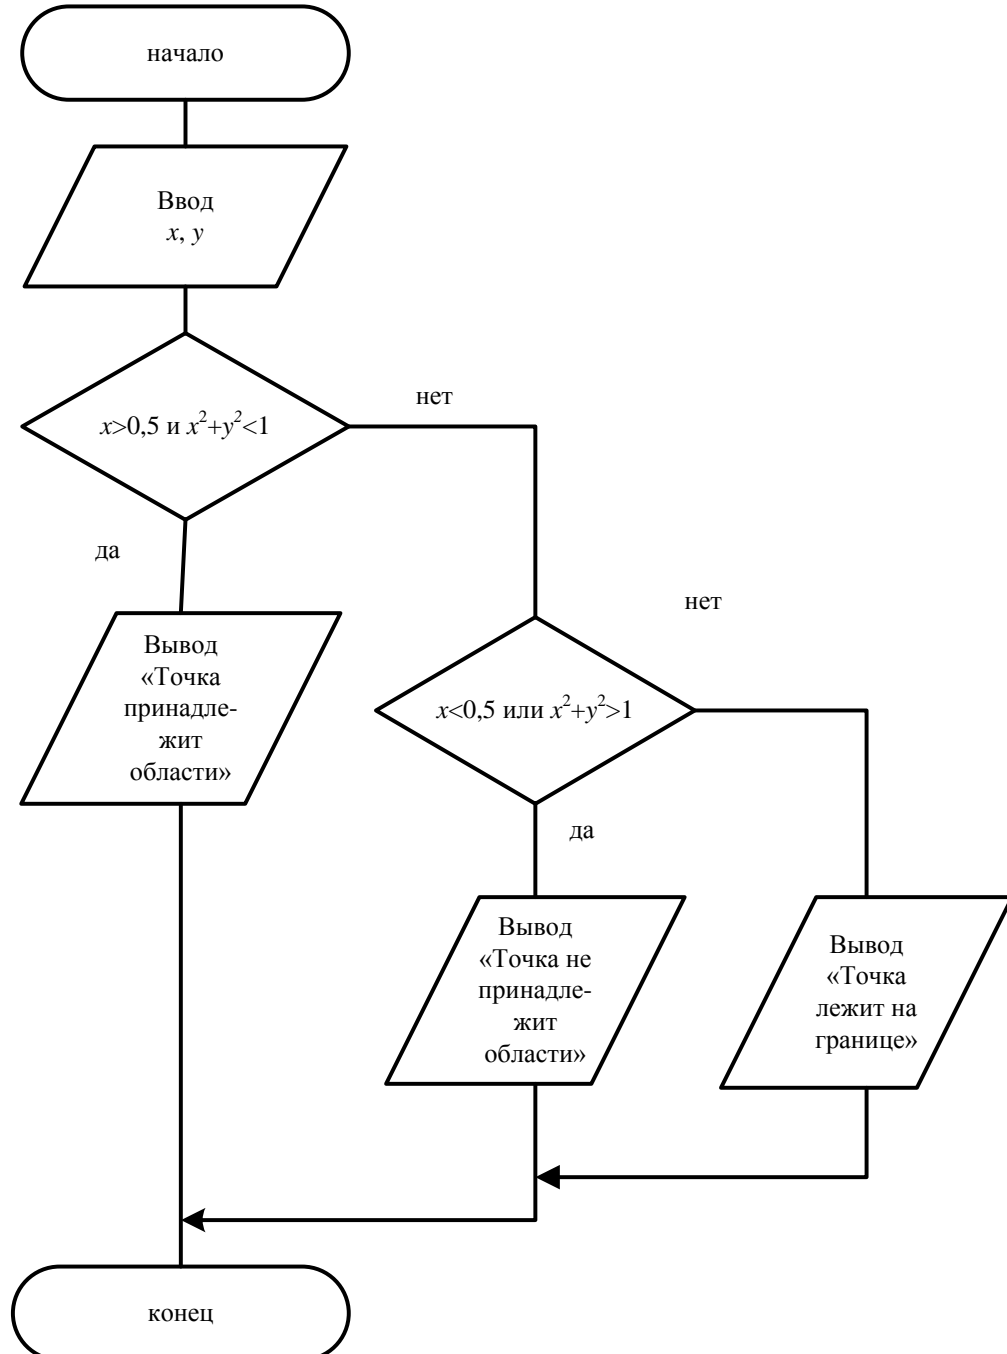 начало
Ввод
x, y
нет
x>0,5 и x²+y²<1
да
нет
Вывод
«Точка
принадле-
жит
области»
x<0,5 или x²+y²>1
да
Вывод
«Точка не
принадле-
жит
области»
Вывод
«Точка
лежит на
границе»
конец